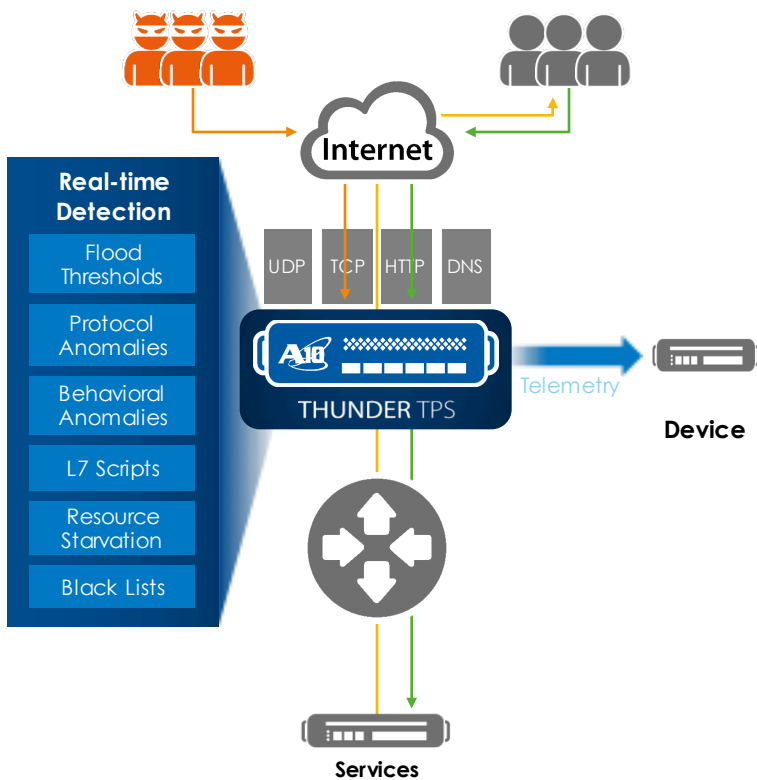 Internet
Real-time
Detection
Flood
Thresholds
Protocol
Anomalies
Behavioral
Anomalies
L7 Scripts
Resource
Starvation
Black Lists
UDP TCP HTTP DNS
A10
THUNDER TPS
Telemetry
Device
Services